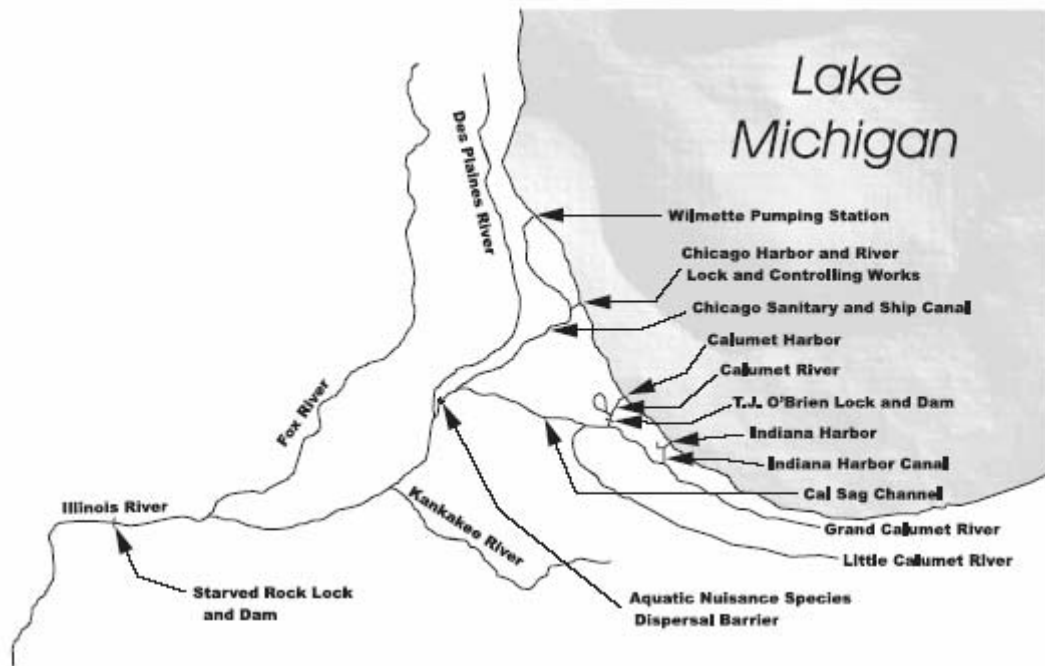 Lake
Michigan
Des Plaines River
Wilmette Pumping Station
Chicago Harbor and River
Lock and Controlling Works
Chicago Sanitary and Ship Canal
Calumet Harbor
Calumet River
T.J. O'Brien Lock and Dam
Fox River
Indiana Harbor
Indiana Harbor Canal
Cal Sag Channel
Illinois River
Kankakee River
Grand Calumet River
Little Calumet River
Starved Rock Lock
and Dam
Aquatic Nuisance Species
Dispersal Barrier